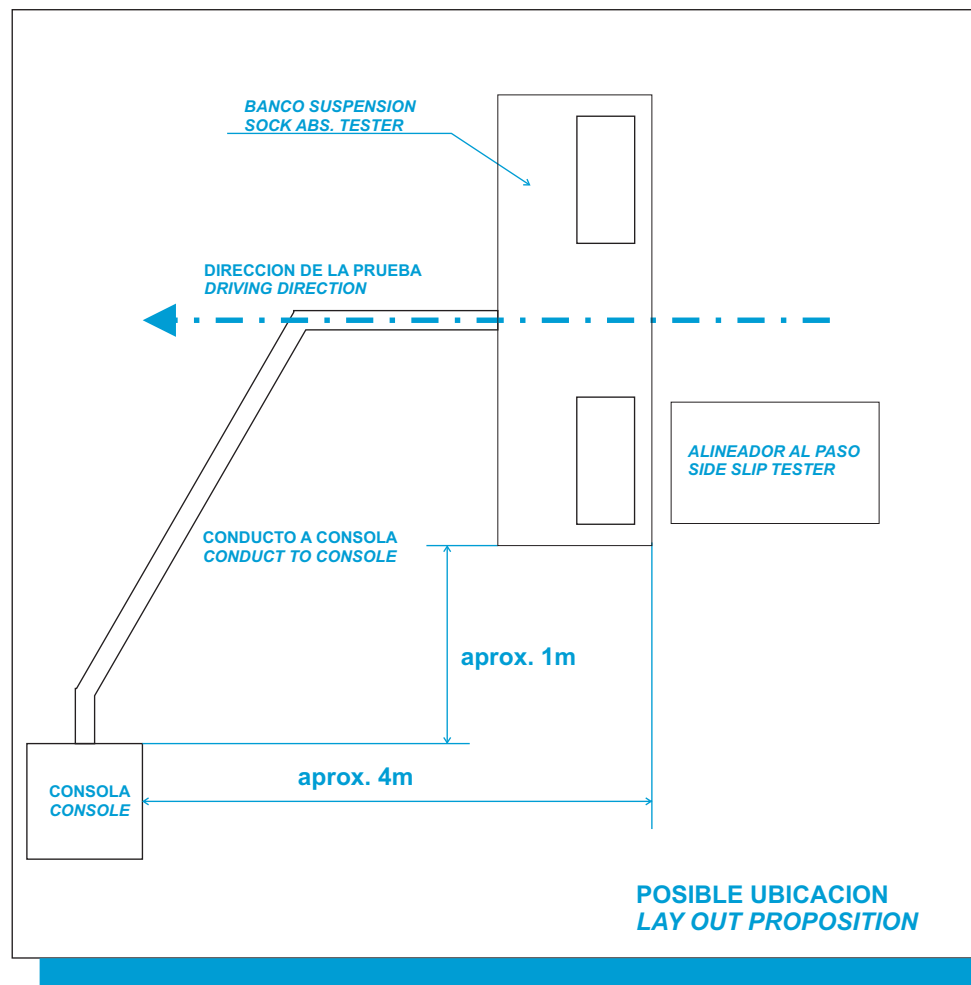 BANCO SUSPENSION
SOCK ABS. TESTER
DIRECCION DE LA PRUEBA
DRIVING DIRECTION
ALINEADOR AL PASO
SIDE SLIP TESTER
CONDUCTO A CONSOLA
CONDUCT TO CONSOLE
aprox. 1m
aprox. 4m
CONSOLA
CONSOLE
POSIBLE UBICACION
LAY OUT PROPOSITION